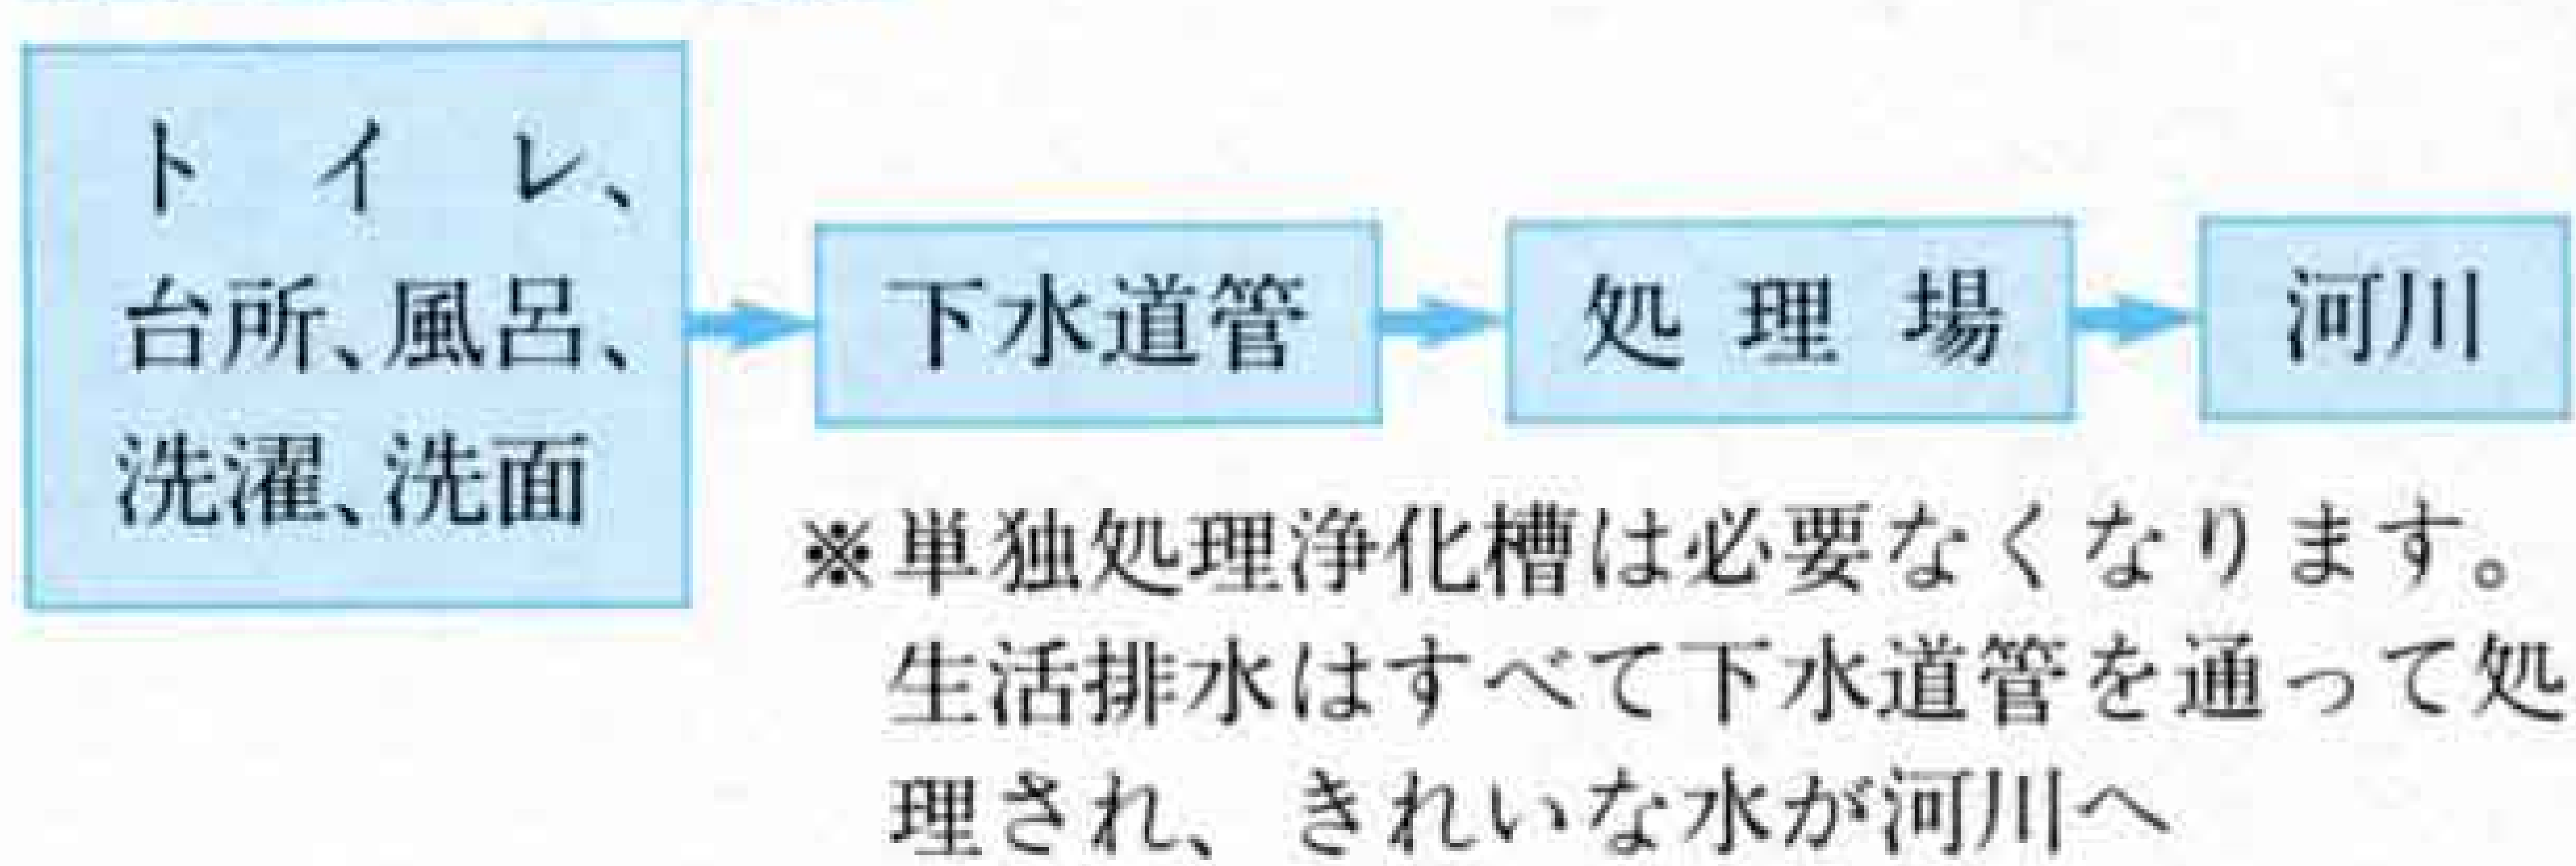 トイレ、
台所、風呂、
洗濯、洗面
下水道管
処理場
河川
※単独処理浄化槽は必要なくなります。
生活排水はすべて下水道管を通って処
理され、きれいな水が河川へ